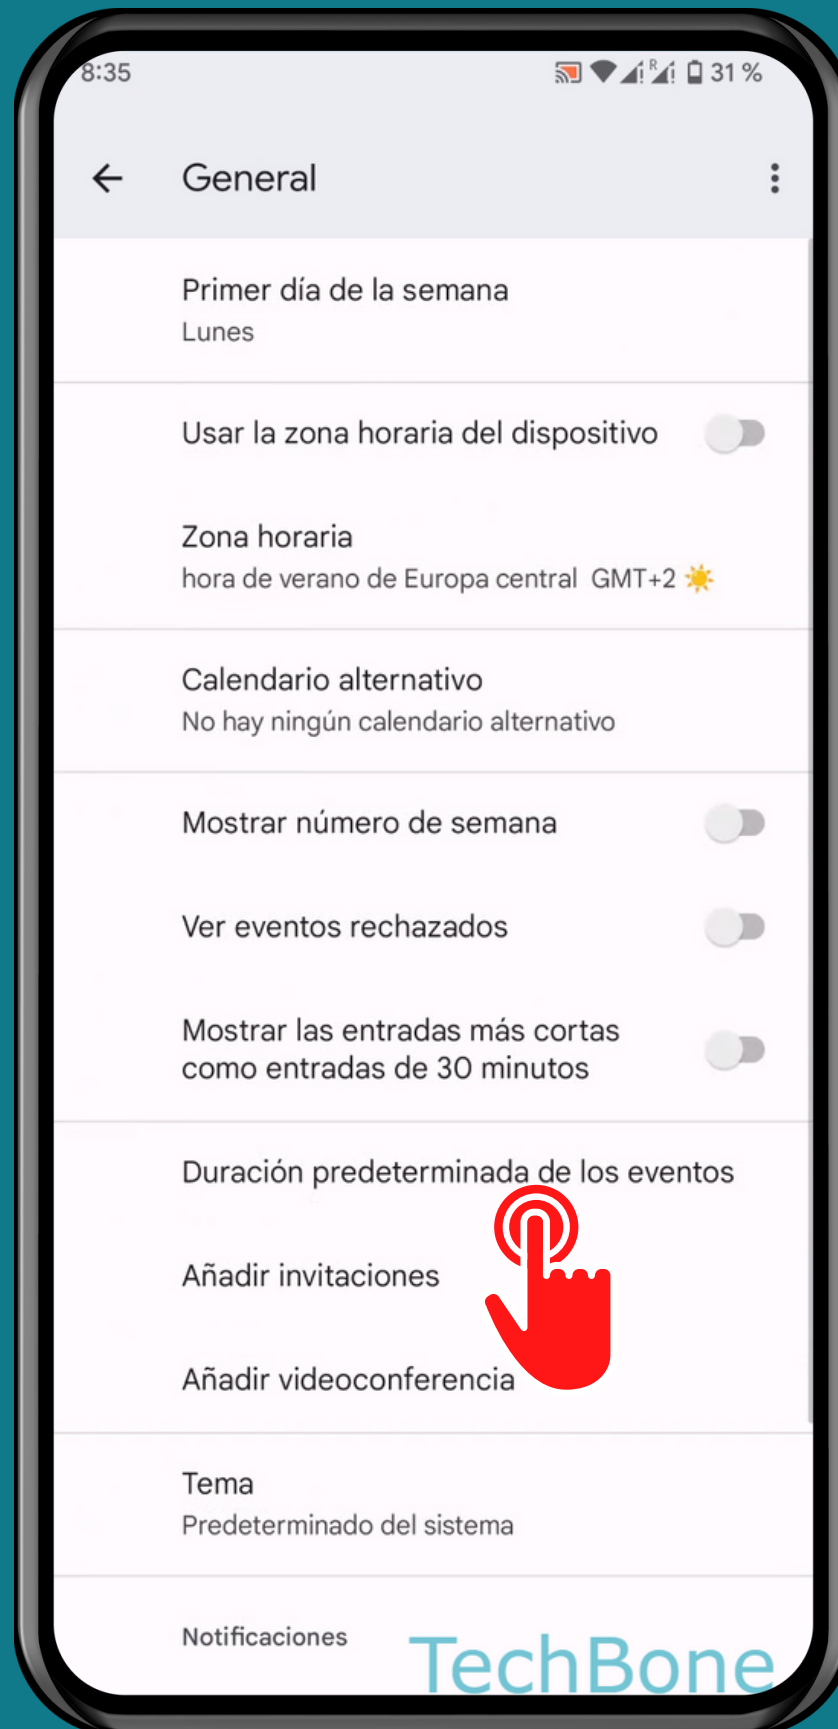 8:35
R
31 %
General
Primer día de la semana
Lunes
Usar la zona horaria del dispositivo
Zona horaria
hora de verano de Europa central GMT+2
Calendario alternativo
No hay ningún calendario alternativo
Mostrar número de semana
Ver eventos rechazados
Mostrar las entradas más cortas
como entradas de 30 minutos
Duración predeterminada de los eventos
Añadir invitaciones
Añadir videoconferencia
Tema
Predeterminado del sistema
Notificaciones
TechBone